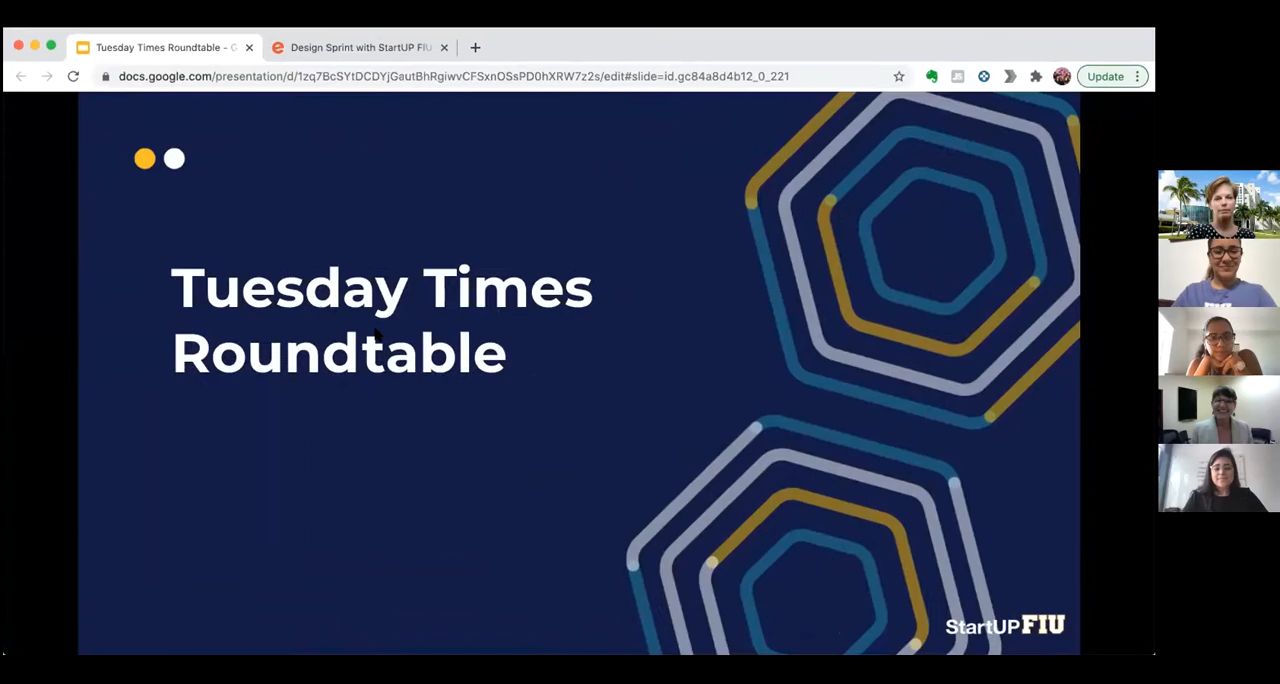 Tuesday Times Roundtable - G
Design Sprint with StartUP FIU
docs.google.com/presentation/d/1zq7BcSYtDCDYjGautBhRgiwvCFSxnOSsPD0hXRW7z2s/edit#slide=id.gc84a8d4b12_0_221
JS
Update
Tuesday Times
Roundtable
StartUP FIU